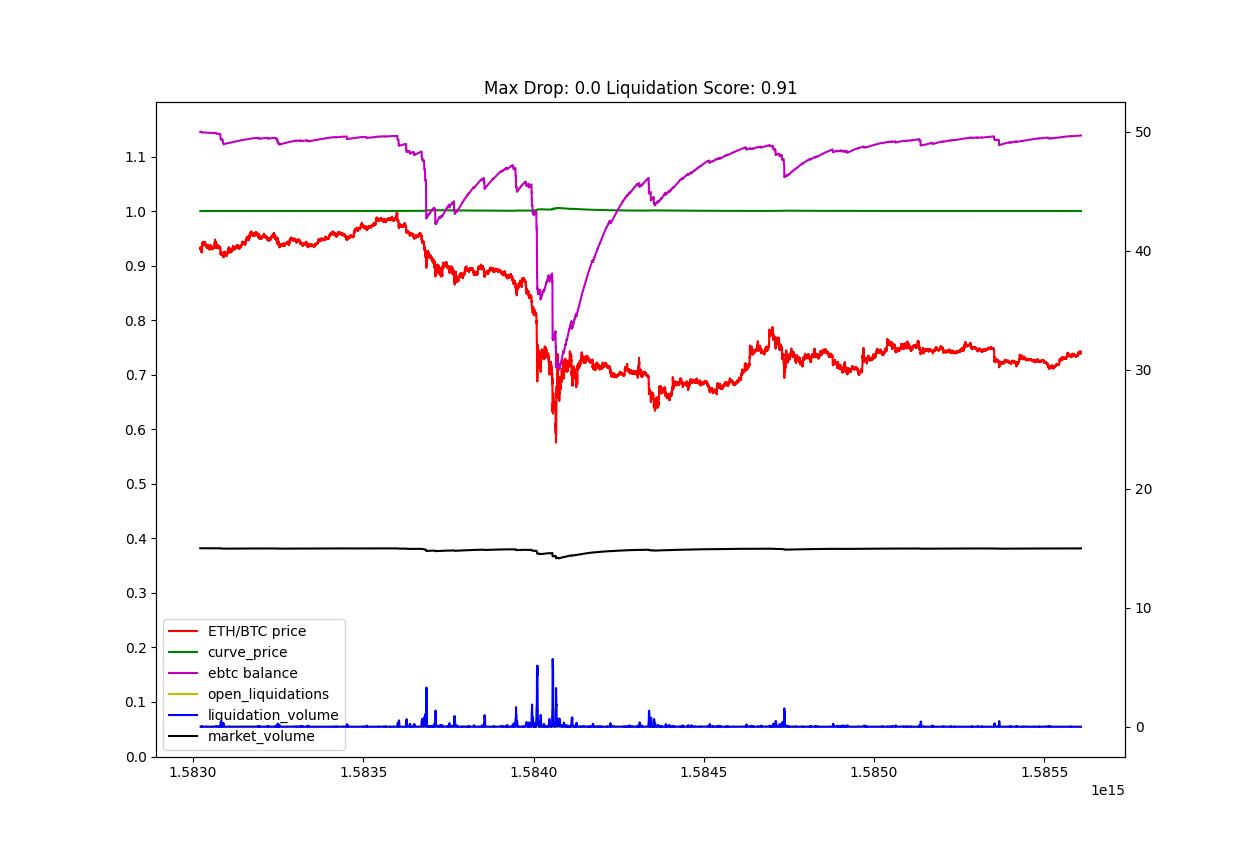 Max Drop: 0.0 Liquidation Score: 0.91
1.1
1.0
0.9
0.8
0.7
0.6
0.5
0.4
0.3
0.2
0.1
0.0
50
40
30
20
10
0
ETH/BTC price
curve_price
ebtc balance
open_liquidations
liquidation_volume
market_volume
1.5830 1.5835 1.5840 1.5845 1.5850 1.5855
1e15